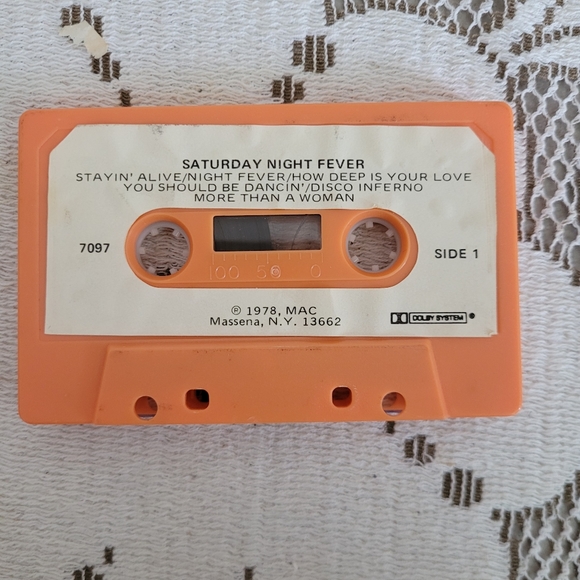 SATURDAY NIGHT FEVER
STAYIN' ALIVE/NIGHT FEVER/HOW DEEP IS YOUR LOVE
YOU SHOULD BE DANCIN'/DISCO INFERNO
MORE THAN A WOMAN
7097
SIDE 1
100 50 0
℗ 1978, MAC
Massena, N.Y. 13662
DOLBY SYSTEM